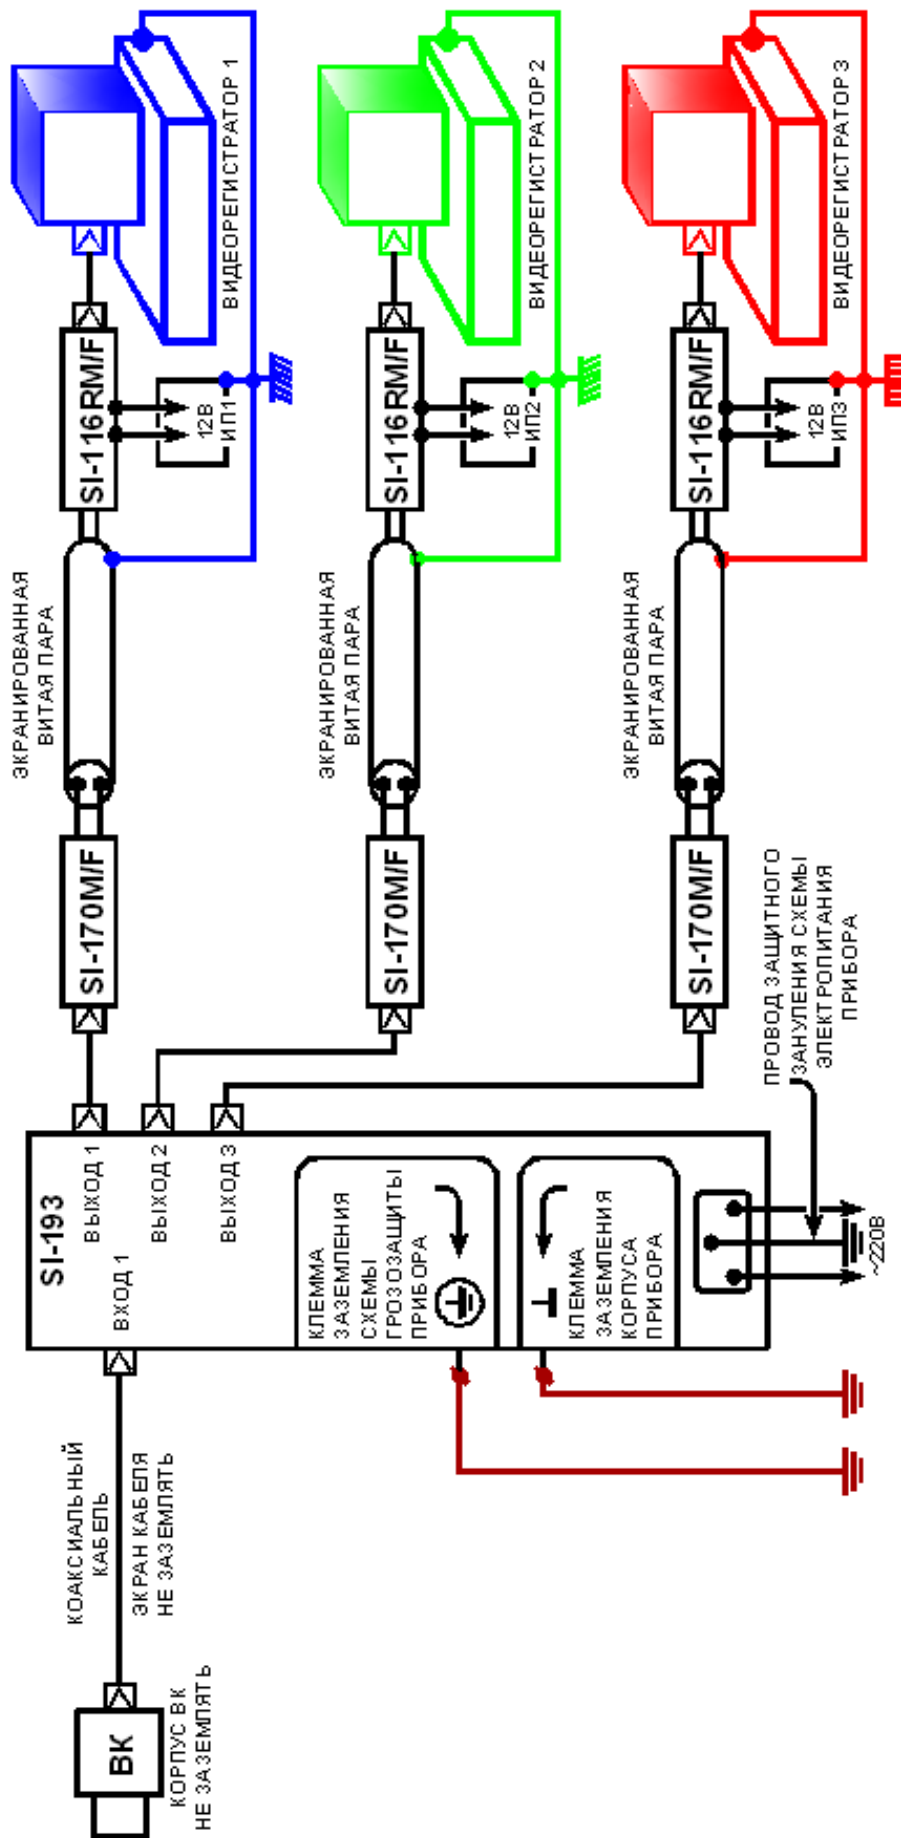 ВК
КОРПУС ВК
НЕ ЗАЗЕМЛЯТЬ
КОАКСИАЛЬНЫЙ
КАБЕЛЬ
ЭКРАН КАБЕЛЯ
НЕ ЗАЗЕМЛЯТЬ
SI-193
ВХОД 1
ВЫХОД 1
ВЫХОД 2
ВЫХОД 3
КЛЕММА
ЗАЗЕМЛЕНИЯ
СХЕМЫ
ГРОЗОЗАЩИТЫ
ПРИБОРА
КЛЕММА
ЗАЗЕМЛЕНИЯ
КОРПУСА
ПРИБОРА
~220В
ПРОВОД ЗАЩИТНОГО
ЗАНУЛЕНИЯ СХЕМЫ
ЭЛЕКТРОПИТАНИЯ
ПРИБОРА
SI-170M/F
ЭКРАНИРОВАННАЯ
ВИТАЯ ПАРА
SI-116RM/F
12В
ИП1
ВИДЕОРЕГИСТРАТОР 1
SI-170M/F
ЭКРАНИРОВАННАЯ
ВИТАЯ ПАРА
SI-116RM/F
12В
ИП2
ВИДЕОРЕГИСТРАТОР 2
SI-170M/F
ЭКРАНИРОВАННАЯ
ВИТАЯ ПАРА
SI-116RM/F
12В
ИП3
ВИДЕОРЕГИСТРАТОР 3